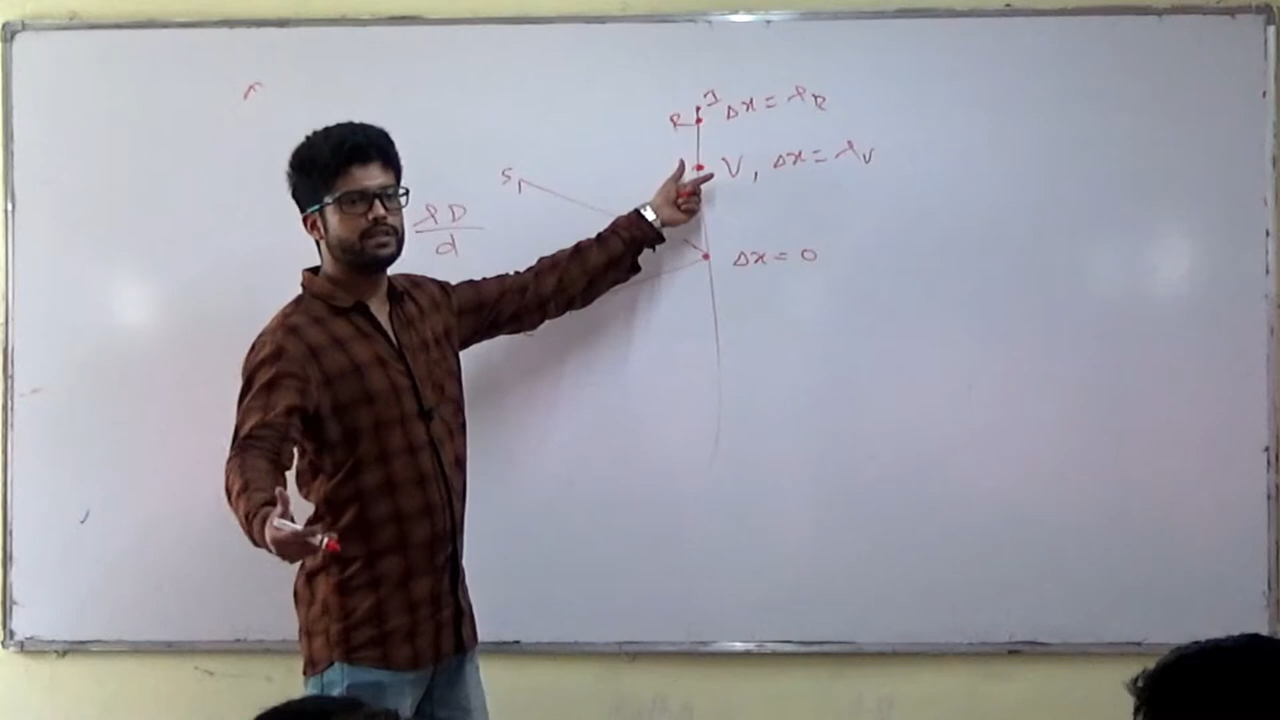 I
R Δx = λR
V, Δx = λV
S
λD
d
Δx = 0